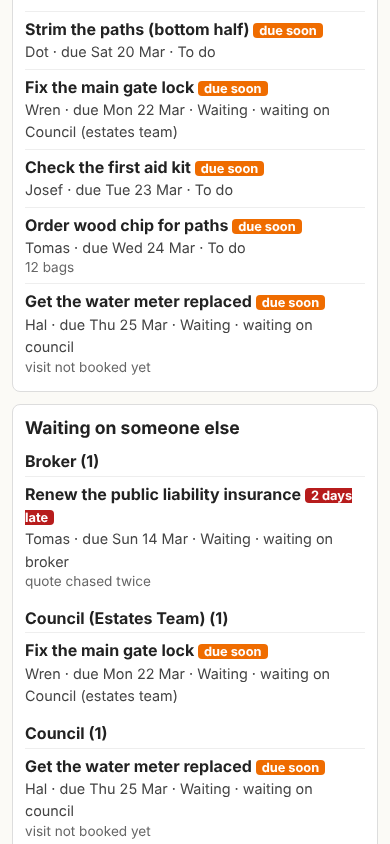 Strim the paths (bottom half) due soon
Dot · due Sat 20 Mar · To do
Fix the main gate lock due soon
Wren · due Mon 22 Mar · Waiting · waiting on
Council (estates team)
Check the first aid kit due soon
Josef · due Tue 23 Mar · To do
Order wood chip for paths due soon
Tomas · due Wed 24 Mar · To do
12 bags
Get the water meter replaced due soon
Hal · due Thu 25 Mar · Waiting · waiting on
council
visit not booked yet
Waiting on someone else
Broker (1)
Renew the public liability insurance 2 days
late
Tomas · due Sun 14 Mar · Waiting · waiting on
broker
quote chased twice
Council (Estates Team) (1)
Fix the main gate lock due soon
Wren · due Mon 22 Mar · Waiting · waiting on
Council (estates team)
Council (1)
Get the water meter replaced due soon
Hal · due Thu 25 Mar · Waiting · waiting on
council
visit not booked yet